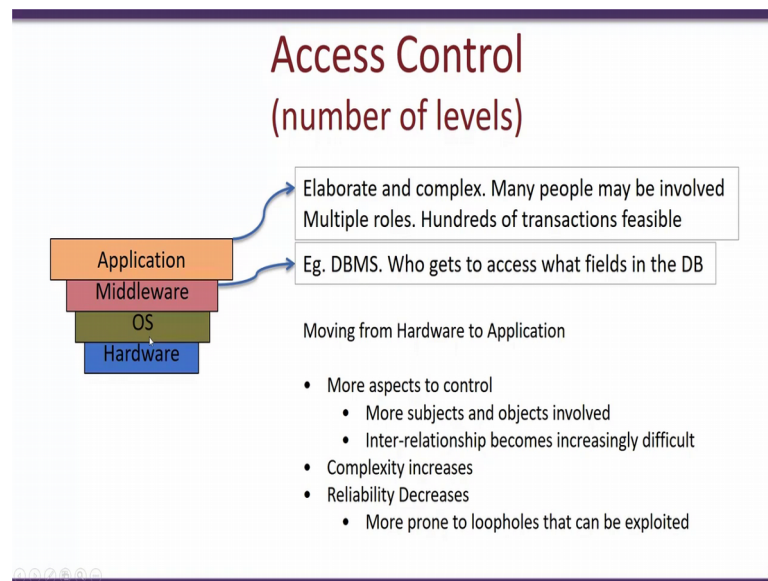 Access Control
(number of levels)
Elaborate and complex. Many people may be involved
Multiple roles. Hundreds of transactions feasible
Application
Eg. DBMS. Who gets to access what fields in the DB
Middleware
OS
Hardware
Moving from Hardware to Application
• More aspects to control
• More subjects and objects involved
• Inter-relationship becomes increasingly difficult
• Complexity increases
• Reliability Decreases
• More prone to loopholes that can be exploited